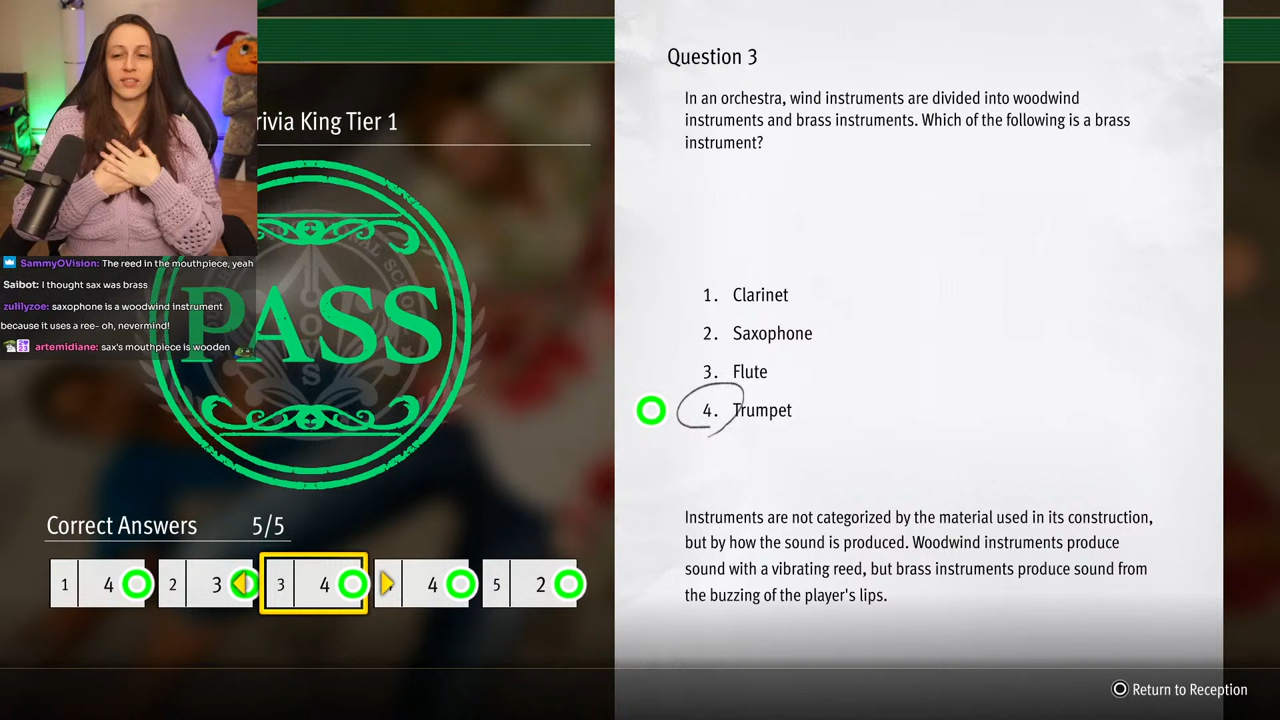 rivia King Tier 1
PASS
SammyOVision: The reed in the mouthpiece, yeah
Saibot: I thought sax was brass
zulilyzoe: saxophone is a woodwind instrument
because it uses a ree- oh, nevermind!
artemidiane: sax's mouthpiece is wooden
Correct Answers 5/5
1 4 2 3 3 4 4 5 2
Question 3
In an orchestra, wind instruments are divided into woodwind
instruments and brass instruments. Which of the following is a brass
instrument?
1. Clarinet
2. Saxophone
3. Flute
4. Trumpet
Instruments are not categorized by the material used in its construction,
but by how the sound is produced. Woodwind instruments produce
sound with a vibrating reed, but brass instruments produce sound from
the buzzing of the player's lips.
Return to Reception